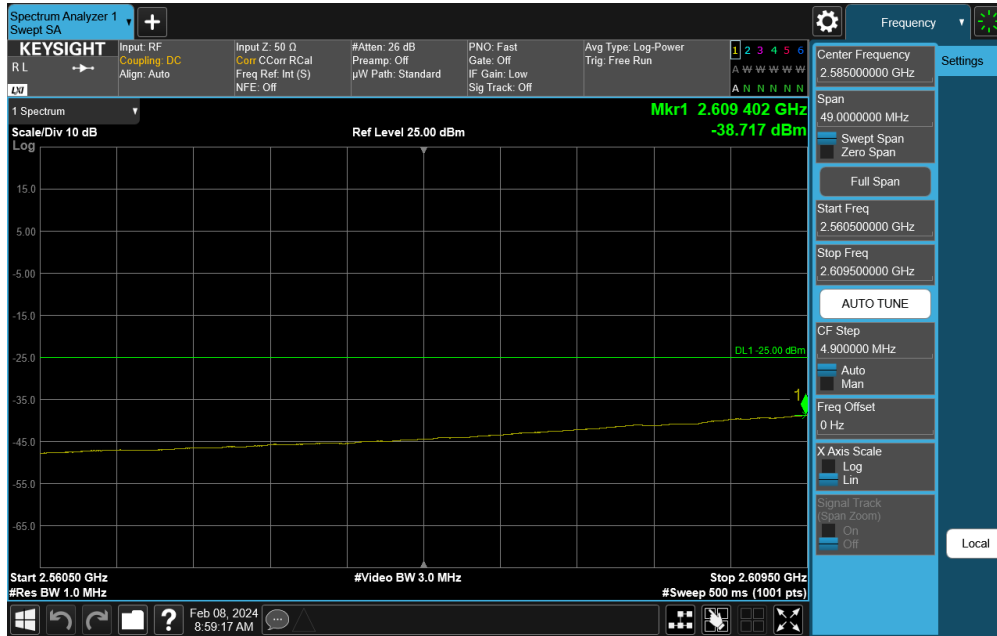 Spectrum Analyzer 1
Swept SA
Frequency
KEYSIGHT
R L
LXI
Input: RF
Coupling: DC
Align: Auto
Input Z: 50 Ω
Corr CCorr RCal
Freq Ref: Int (S)
NFE: Off
#Atten: 26 dB
Preamp: Off
µW Path: Standard
PNO: Fast
Gate: Off
IF Gain: Low
Sig Track: Off
Avg Type: Log-Power
Trig: Free Run
1 2 3 4 5 6
A W W W W W
A N N N N N
1 Spectrum
Mkr1 2.609 402 GHz
-38.717 dBm
Scale/Div 10 dB
Ref Level 25.00 dBm
Log
15.0
5.00
-5.00
-15.0
-25.0
DL1 -25.00 dBm
-35.0
1
-45.0
-55.0
-65.0
Start 2.56050 GHz
#Video BW 3.0 MHz
Stop 2.60950 GHz
#Res BW 1.0 MHz
#Sweep 500 ms (1001 pts)
Center Frequency
2.585000000 GHz
Settings
Span
49.0000000 MHz
Swept Span
Zero Span
Full Span
Start Freq
2.560500000 GHz
Stop Freq
2.609500000 GHz
AUTO TUNE
CF Step
4.900000 MHz
Auto
Man
Freq Offset
0 Hz
X Axis Scale
Log
Lin
Signal Track
(Span Zoom)
On
Off
Local
?
Feb 08, 2024
8:59:17 AM